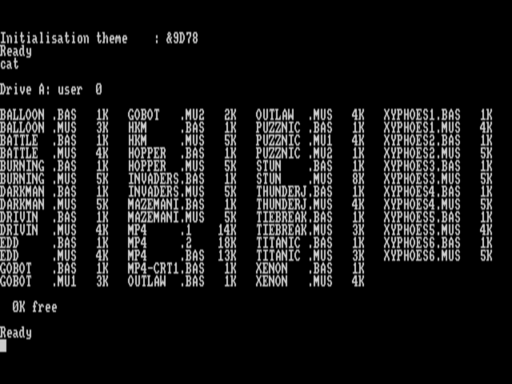 Initialisation theme    : &9D78
Ready
cat

Drive A: user  0

BALLOON .BAS   1K   GOBOT   .MU2   2K   OUTLAW  .MUS   4K   XYPHOES1.BAS   1K
BALLOON .MUS   3K   HKM     .BAS   1K   PUZZNIC .BAS   1K   XYPHOES1.MUS   4K
BATTLE  .BAS   1K   HKM     .MUS   5K   PUZZNIC .MU1   4K   XYPHOES2.BAS   1K
BATTLE  .MUS   4K   HOPPER  .BAS   1K   PUZZNIC .MU2   1K   XYPHOES2.MUS   5K
BURNING .BAS   1K   HOPPER  .MUS   5K   STUN    .BAS   1K   XYPHOES3.BAS   1K
BURNING .MUS   5K   INVADERS.BAS   1K   STUN    .MUS   8K   XYPHOES3.MUS   5K
DARKMAN .BAS   1K   INVADERS.MUS   5K   THUNDERJ.BAS   1K   XYPHOES4.BAS   1K
DARKMAN .MUS   5K   MAZEMANI.BAS   1K   THUNDERJ.MUS   4K   XYPHOES4.MUS   5K
DRIVIN  .BAS   1K   MAZEMANI.MUS   5K   TIEBREAK.BAS   1K   XYPHOES5.BAS   1K
DRIVIN  .MUS   4K   MP4     .1    14K   TIEBREAK.MUS   3K   XYPHOES5.MUS   4K
EDD     .BAS   1K   MP4     .2    18K   TITANIC .BAS   1K   XYPHOES6.BAS   1K
EDD     .MUS   4K   MP4     .BAS  13K   TITANIC .MUS   3K   XYPHOES6.MUS   5K
GOBOT   .BAS   1K   MP4-CRT1.BAS   1K   XENON   .BAS   1K
GOBOT   .MU1   3K   OUTLAW  .BAS   1K   XENON   .MUS   4K

  0K free

Ready